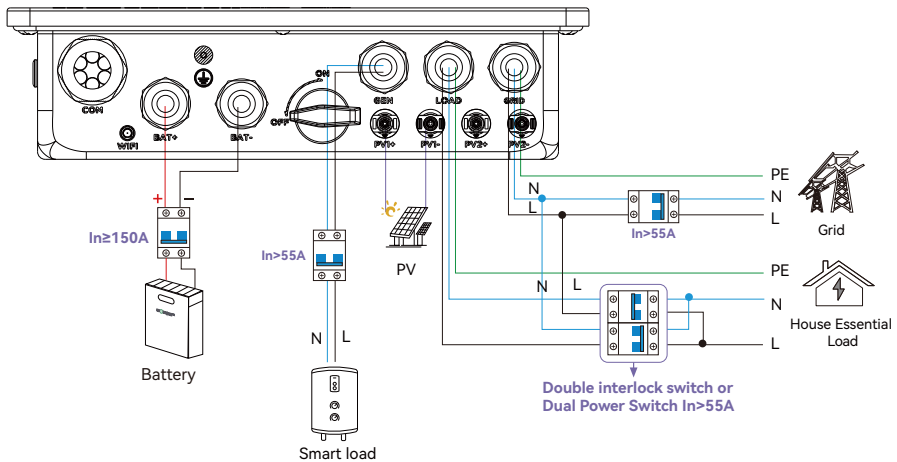 ON
OFF
COM
WIFI
BAT+
BAT-
GEN
LOAD
GRID
PV1+
PV1-
PV2+
PV2-
+
−
In≥150A
Battery
In>55A
N
L
Smart load
PV
N
L
In>55A
PE
N
L
Grid
N
L
PE
N
L
House Essential
Load
Double interlock switch or
Dual Power Switch In>55A